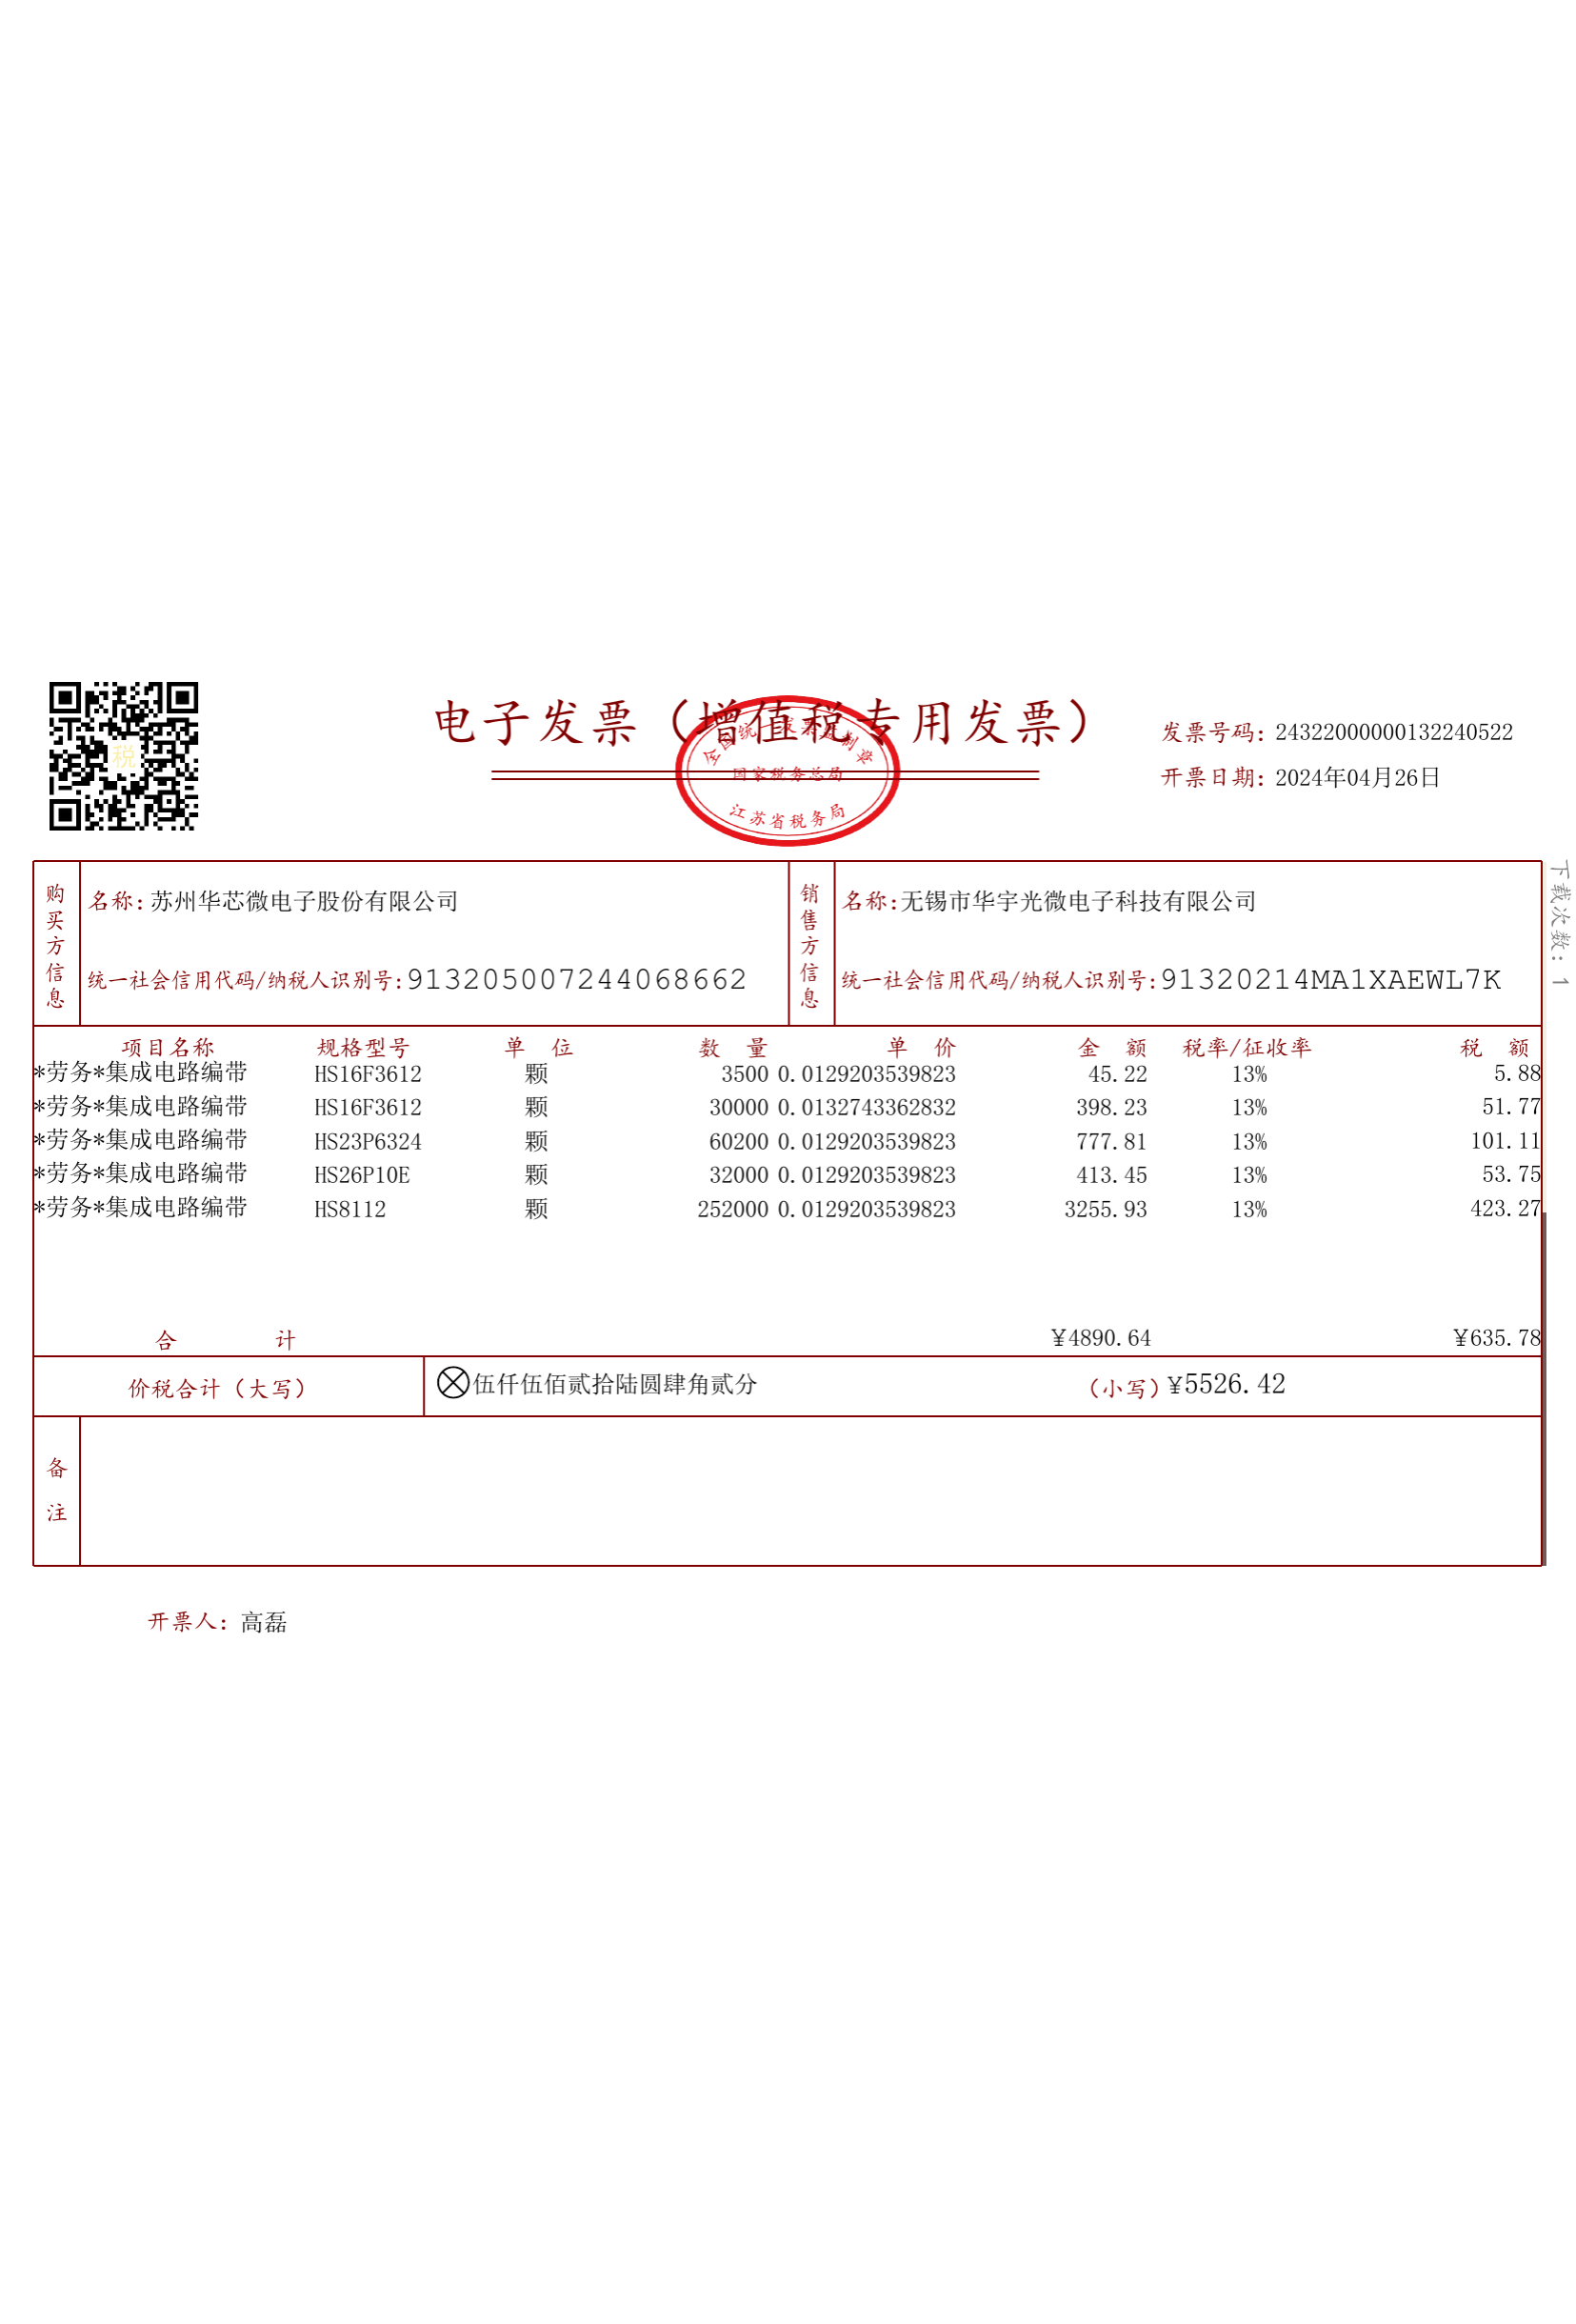 电子发票（增值税专用发票）
全国统一发票监制章
国家税务总局
江苏省税务局
税
发票号码：24322000000132240522
开票日期：2024年04月26日
下载次数：1
购买方信息
名称：苏州华芯微电子股份有限公司
统一社会信用代码/纳税人识别号：913205007244068662
销售方信息
名称：无锡市华宇光微电子科技有限公司
统一社会信用代码/纳税人识别号：91320214MA1XAEWL7K
项目名称 规格型号 单 位 数 量 单 价 金 额 税率/征收率 税 额
*劳务*集成电路编带 HS16F3612 颗 3500 0.0129203539823 45.22 13% 5.88
*劳务*集成电路编带 HS16F3612 颗 30000 0.0132743362832 398.23 13% 51.77
*劳务*集成电路编带 HS23P6324 颗 60200 0.0129203539823 777.81 13% 101.11
*劳务*集成电路编带 HS26P10E 颗 32000 0.0129203539823 413.45 13% 53.75
*劳务*集成电路编带 HS8112 颗 252000 0.0129203539823 3255.93 13% 423.27
合 计 ¥4890.64 ¥635.78
价税合计（大写） 伍仟伍佰贰拾陆圆肆角贰分 （小写）¥5526.42
备注
开票人：高磊